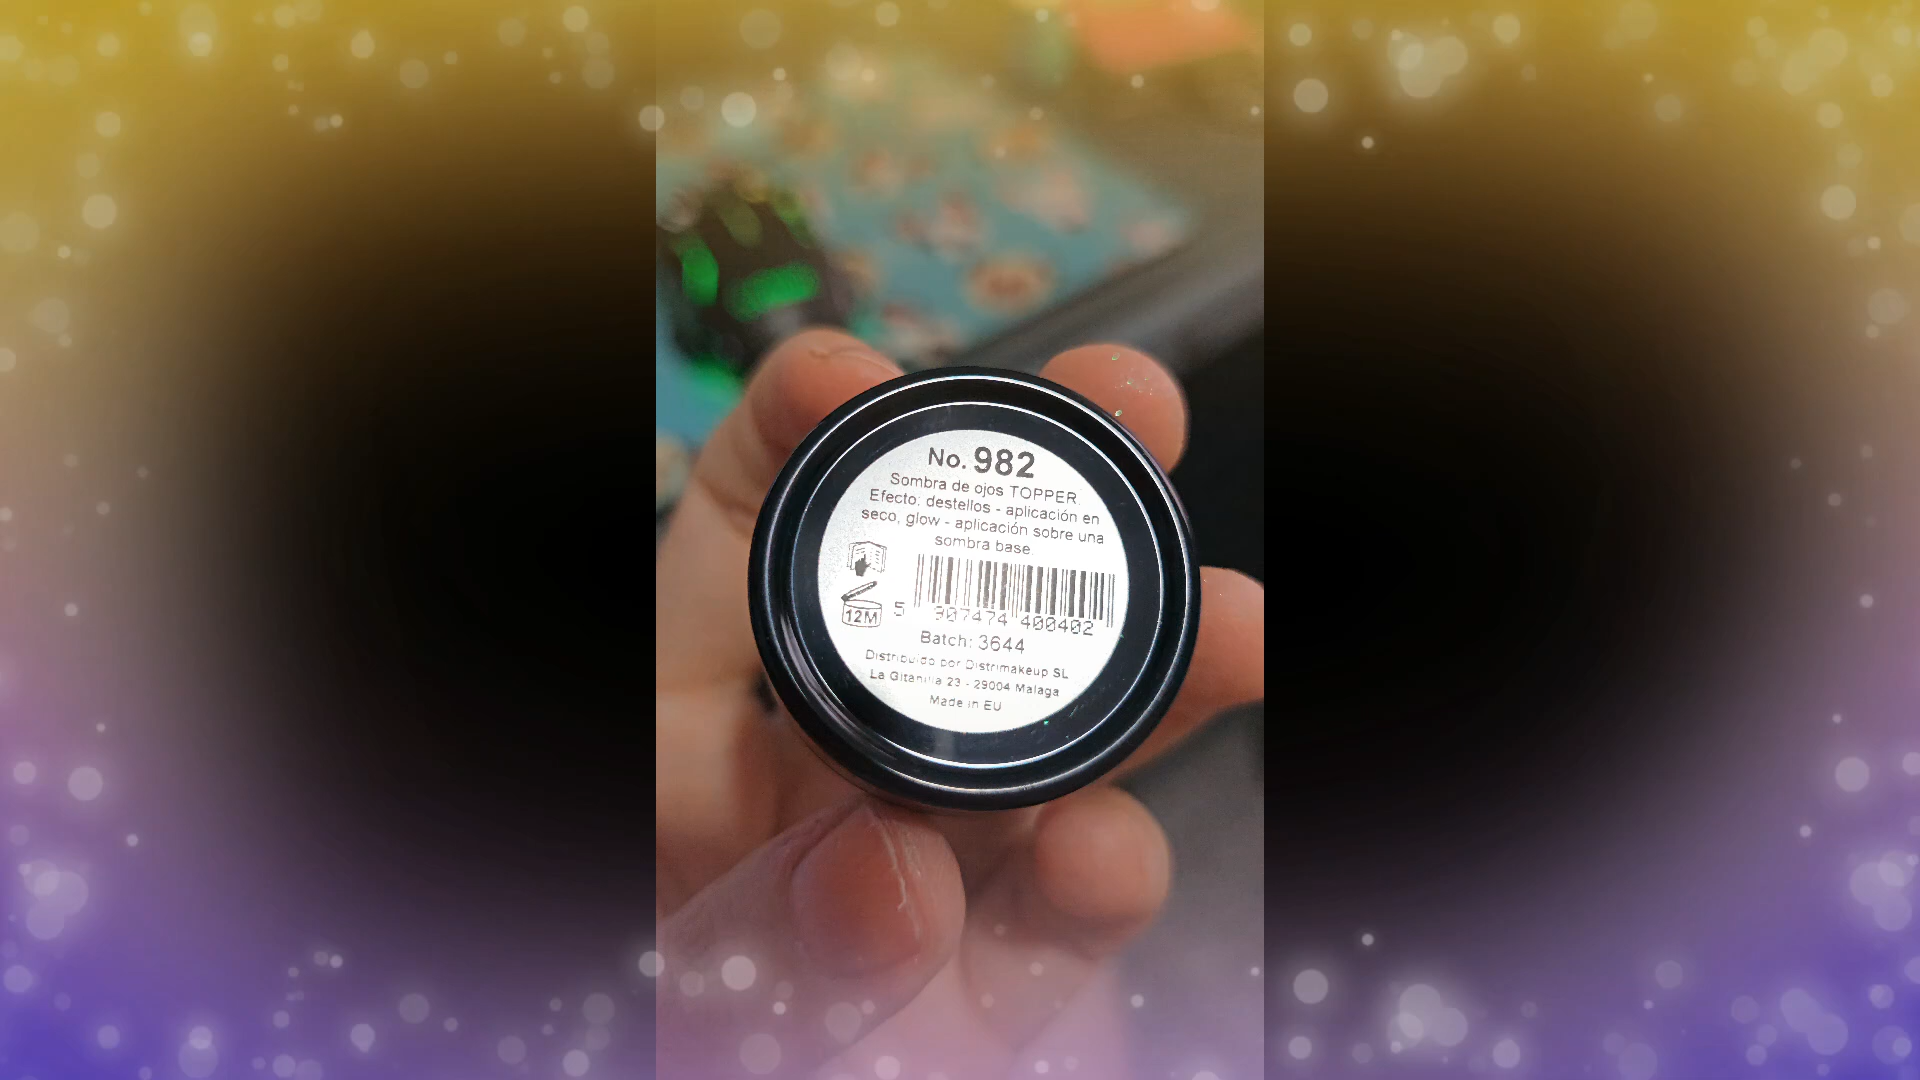 No. 982
Sombra de ojos TOPPER.
Efecto: destellos - aplicación en
seco, glow - aplicación sobre una
sombra base.
12M
5 907474 400402
Batch: 3644
Distribuido por Distrimakeup SL
La Gitanilla 23 - 29004 Malaga
Made in EU